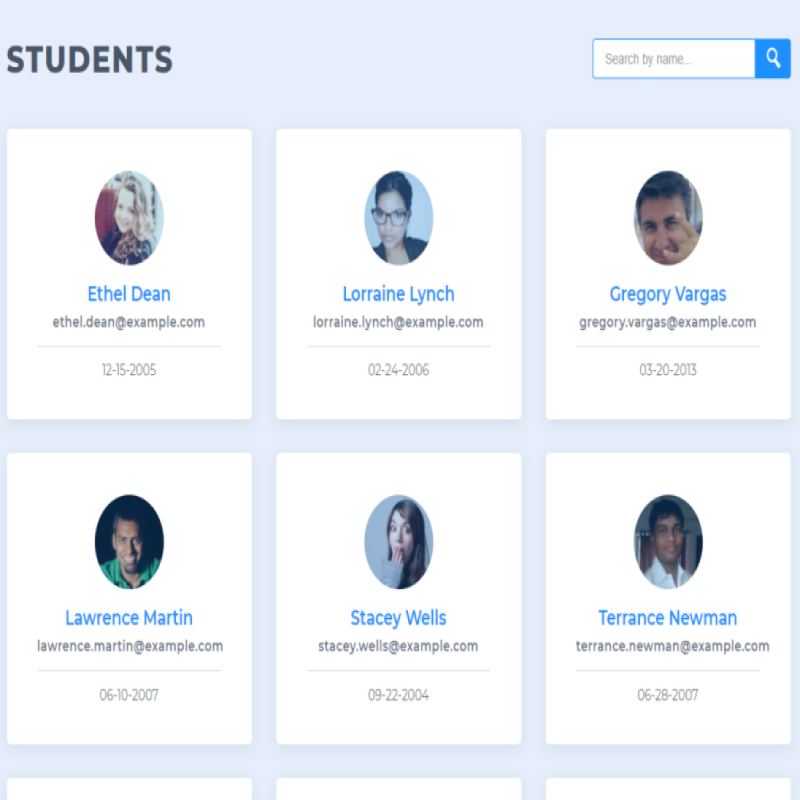 STUDENTS
Search by name...
Ethel Dean
ethel.dean@example.com
12-15-2005
Lorraine Lynch
lorraine.lynch@example.com
02-24-2006
Gregory Vargas
gregory.vargas@example.com
03-20-2013
Lawrence Martin
lawrence.martin@example.com
06-10-2007
Stacey Wells
stacey.wells@example.com
09-22-2004
Terrance Newman
terrance.newman@example.com
06-28-2007